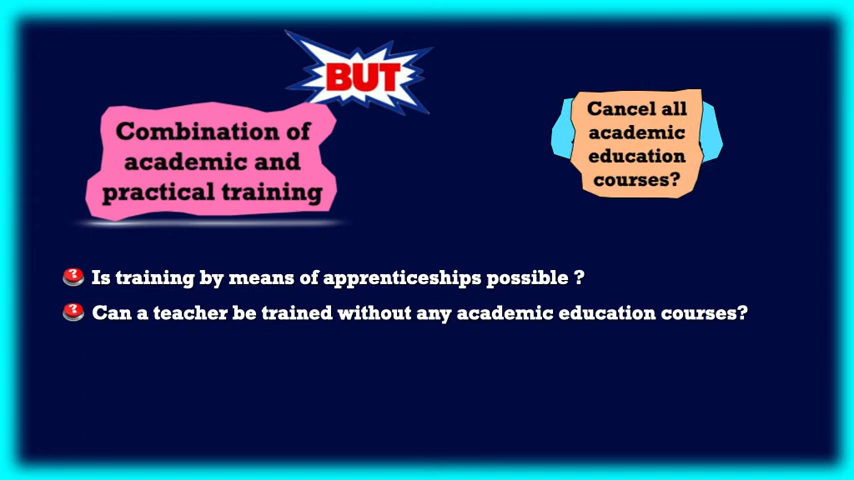 BUT
Combination of
academic and
practical training
Cancel all
academic
education
courses?
? Is training by means of apprenticeships possible ?
? Can a teacher be trained without any academic education courses?